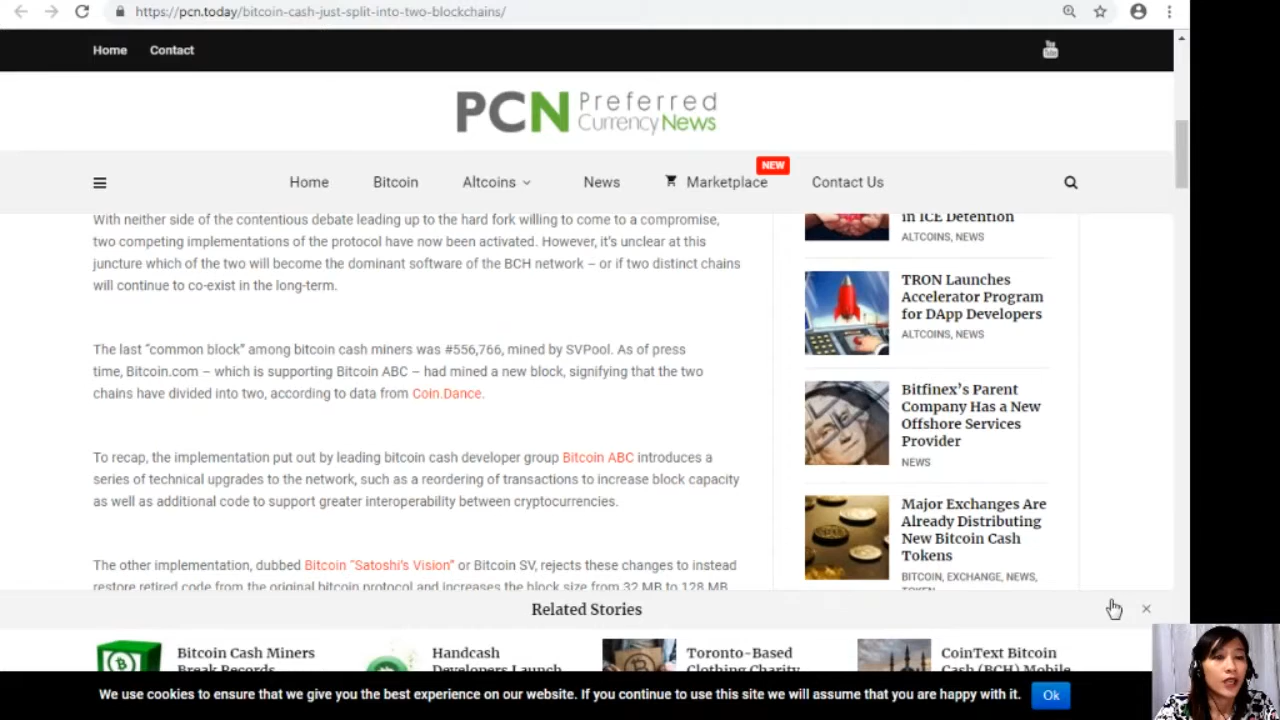 https://pcn.today/bitcoin-cash-just-split-into-two-blockchains/
Home Contact
You Tube
PCN Preferred Currency News
NEW
Home Bitcoin Altcoins News Marketplace Contact Us
With neither side of the contentious debate leading up to the hard fork willing to come to a compromise,
two competing implementations of the protocol have now been activated. However, it's unclear at this
juncture which of the two will become the dominant software of the BCH network – or if two distinct chains
will continue to co-exist in the long-term.
The last “common block” among bitcoin cash miners was #556,766, mined by SVPool. As of press
time, Bitcoin.com – which is supporting Bitcoin ABC – had mined a new block, signifying that the two
chains have divided into two, according to data from Coin.Dance.
To recap, the implementation put out by leading bitcoin cash developer group Bitcoin ABC introduces a
series of technical upgrades to the network, such as a reordering of transactions to increase block capacity
as well as additional code to support greater interoperability between cryptocurrencies.
The other implementation, dubbed Bitcoin “Satoshi's Vision” or Bitcoin SV, rejects these changes to instead
restore retired code from the original bitcoin protocol and increases the block size from 32 MB to 128 MB
in ICE Detention
ALTCOINS, NEWS
TRON Launches
Accelerator Program
for DApp Developers
ALTCOINS, NEWS
Bitfinex's Parent
Company Has a New
Offshore Services
Provider
NEWS
Major Exchanges Are
Already Distributing
New Bitcoin Cash
Tokens
BITCOIN, EXCHANGE, NEWS,
TOKEN
Related Stories
Bitcoin Cash Miners
Break Records
Handcash
Developers Launch
Toronto-Based
Clothing Charity
CoinText Bitcoin
Cash (BCH) Mobile
We use cookies to ensure that we give you the best experience on our website. If you continue to use this site we will assume that you are happy with it. Ok